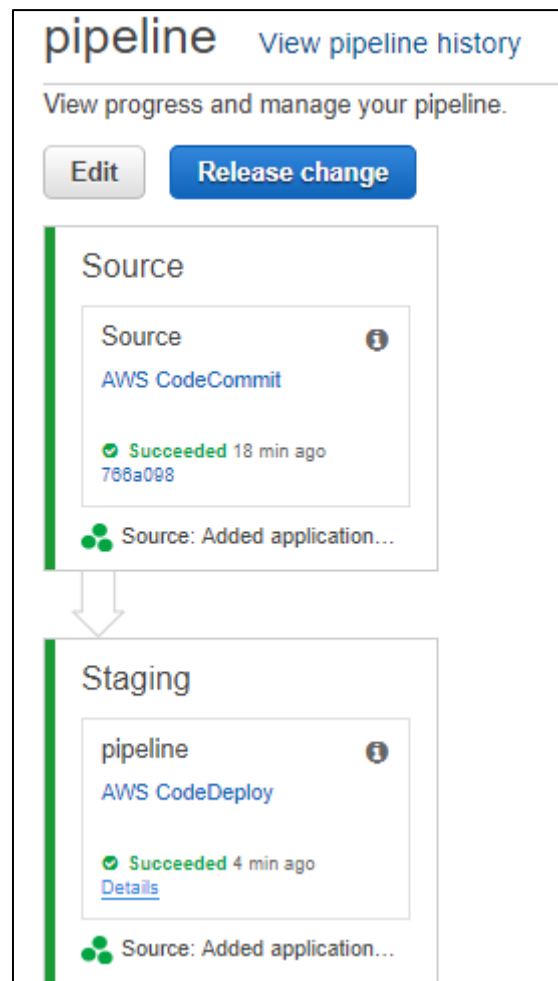 pipeline View pipeline history
View progress and manage your pipeline.
Edit Release change
Source
Source
AWS CodeCommit
Succeeded 18 min ago
766a098
Source: Added application...
Staging
pipeline
AWS CodeDeploy
Succeeded 4 min ago
Details
Source: Added application...